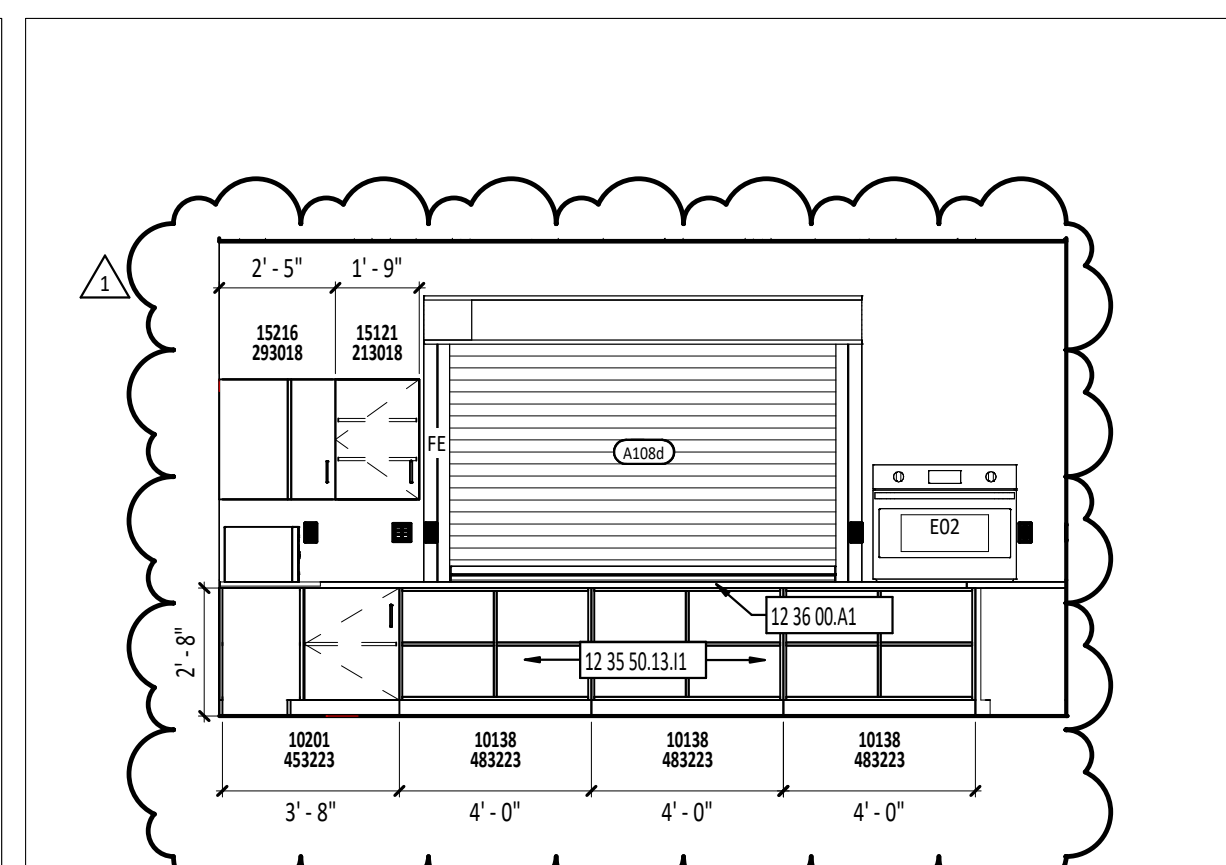 1
2' - 5" 1' - 9"
15216
293018
15121
213018
FE
A108d
E02
12 36 00.A1
12 35 50.13.I1
2' - 8"
10201
453223
10138
483223
10138
483223
10138
483223
3' - 8" 4' - 0" 4' - 0" 4' - 0"